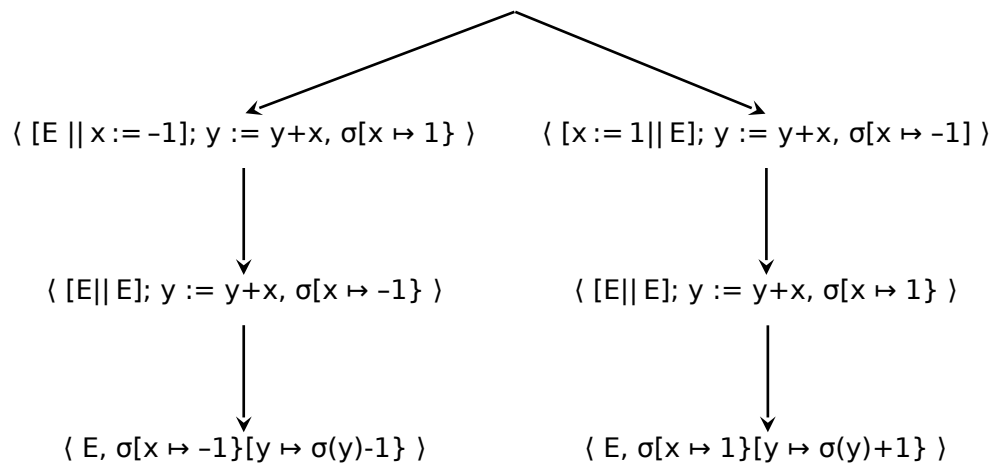 ⟨ [E || x := –1]; y := y+x, σ[x ↦ 1} ⟩
⟨ [x := 1|| E]; y := y+x, σ[x ↦ –1] ⟩
⟨ [E|| E]; y := y+x, σ[x ↦ –1} ⟩
⟨ [E|| E]; y := y+x, σ[x ↦ 1} ⟩
⟨ E, σ[x ↦ –1}[y ↦ σ(y)-1} ⟩
⟨ E, σ[x ↦ 1}[y ↦ σ(y)+1} ⟩